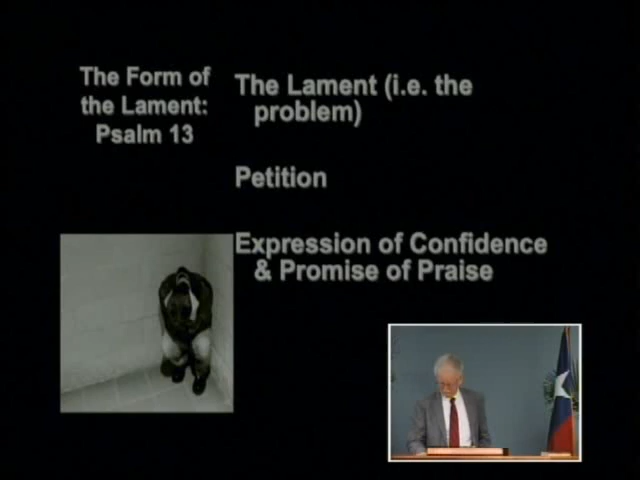 The Form of
the Lament:
Psalm 13
The Lament (i.e. the
problem)
Petition
Expression of Confidence
& Promise of Praise